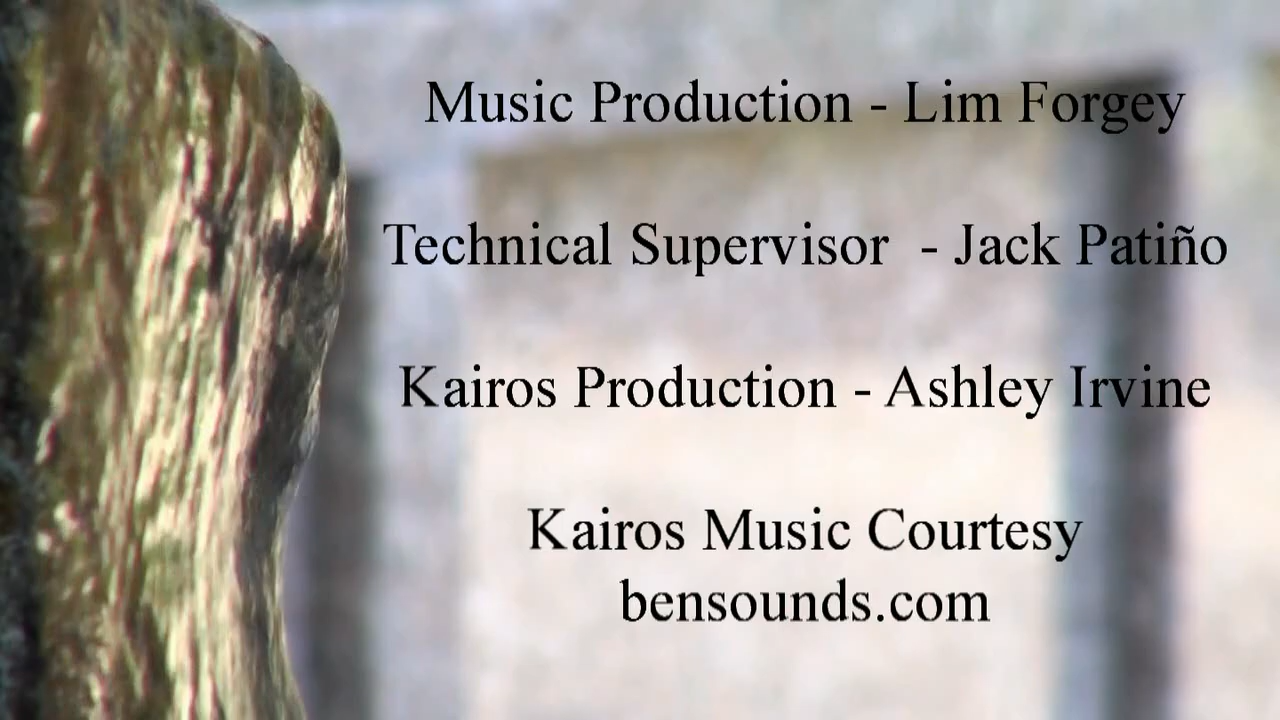 Music Production - Lim Forgey
Technical Supervisor  - Jack Patiño
Kairos Production - Ashley Irvine
Kairos Music Courtesy
bensounds.com